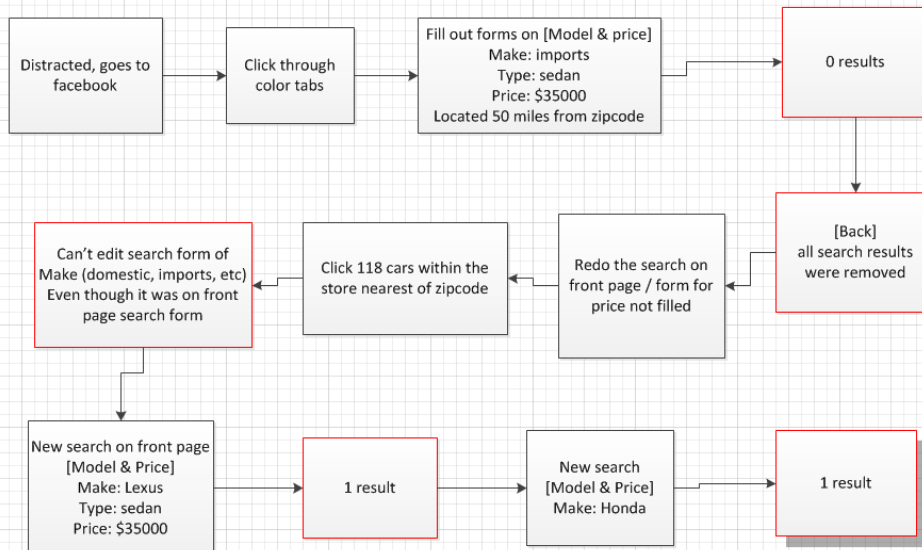 Distracted, goes to
facebook
Click through
color tabs
Fill out forms on [Model & price]
Make: imports
Type: sedan
Price: $35000
Located 50 miles from zipcode
0 results
[Back]
all search results
were removed
Redo the search on
front page / form for
price not filled
Click 118 cars within the
store nearest of zipcode
Can't edit search form of
Make (domestic, imports, etc)
Even though it was on front
page search form
New search on front page
[Model & Price]
Make: Lexus
Type: sedan
Price: $35000
1 result
New search
[Model & Price]
Make: Honda
1 result